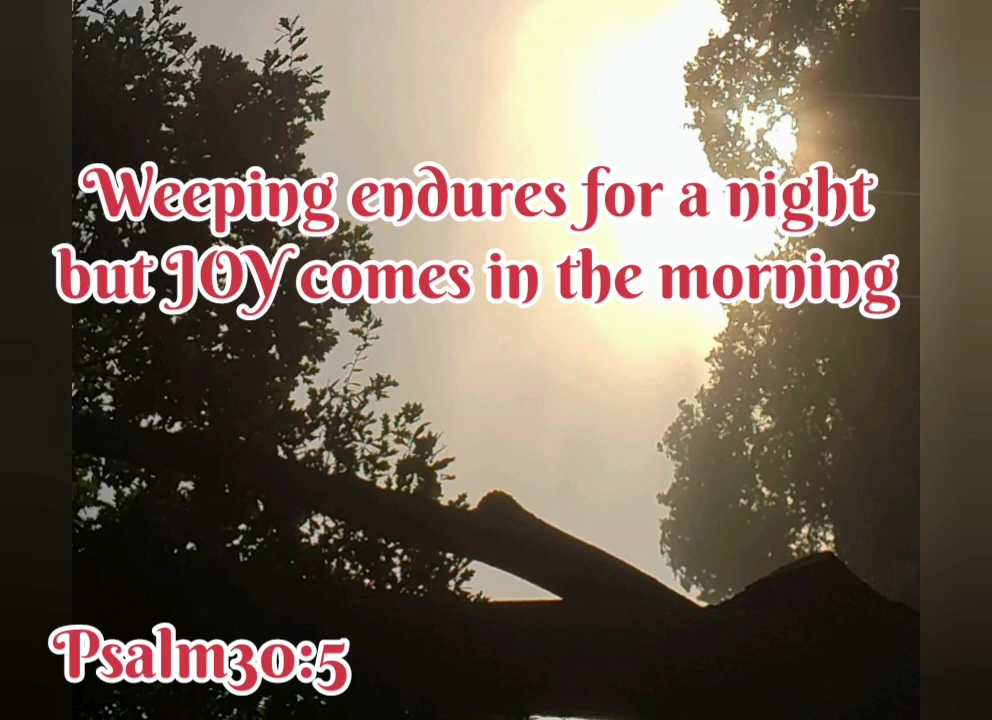 Weeping endures for a night
but JOY comes in the morning
Psalm30:5